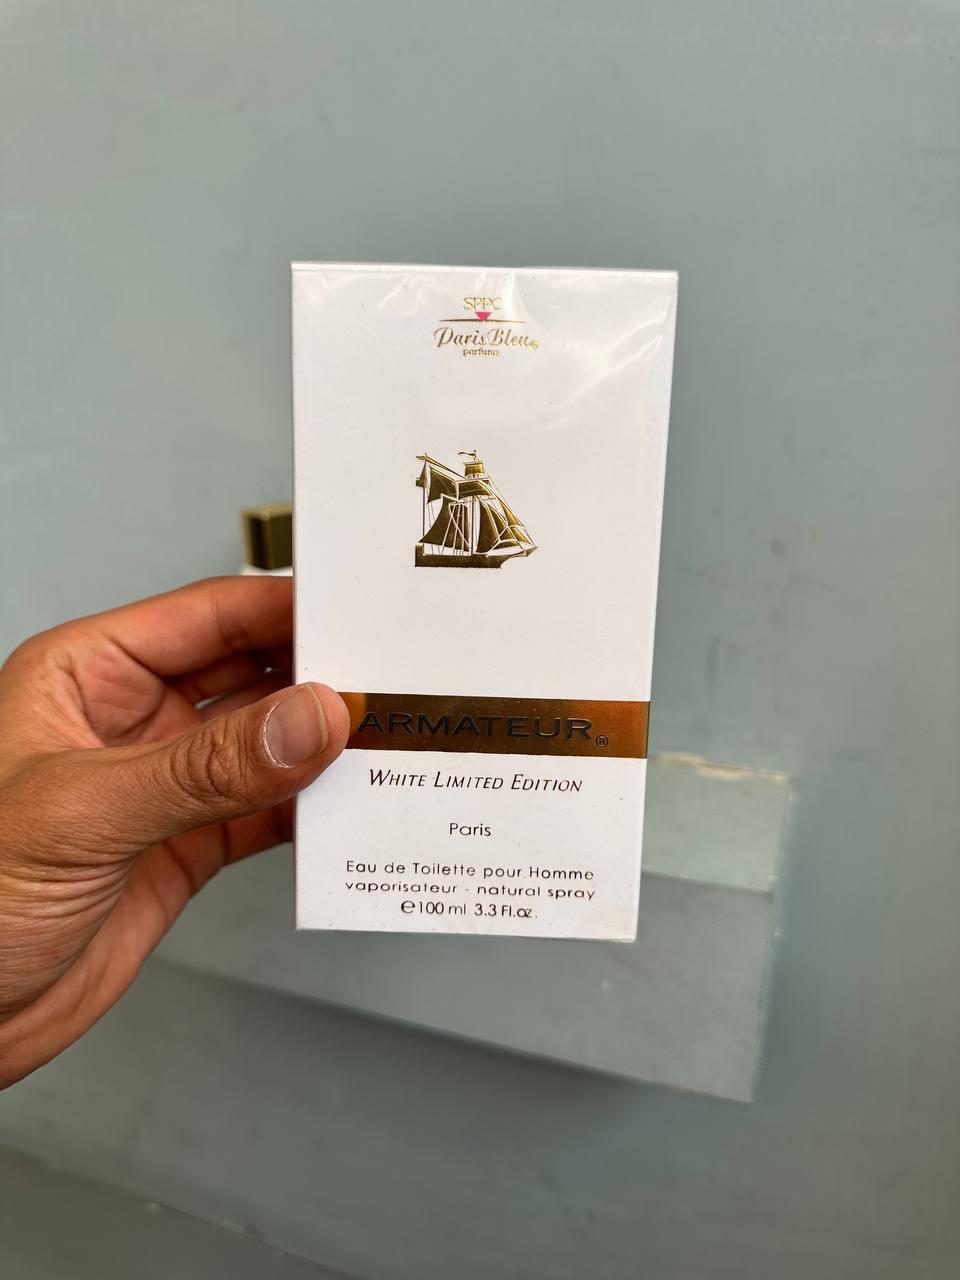 SPPC
Paris Bleu
parfums
ARMATEUR®
WHITE LIMITED EDITION
Paris
Eau de Toilette pour Homme
vaporisateur - natural spray
℮100 ml 3.3 Fl.oz.